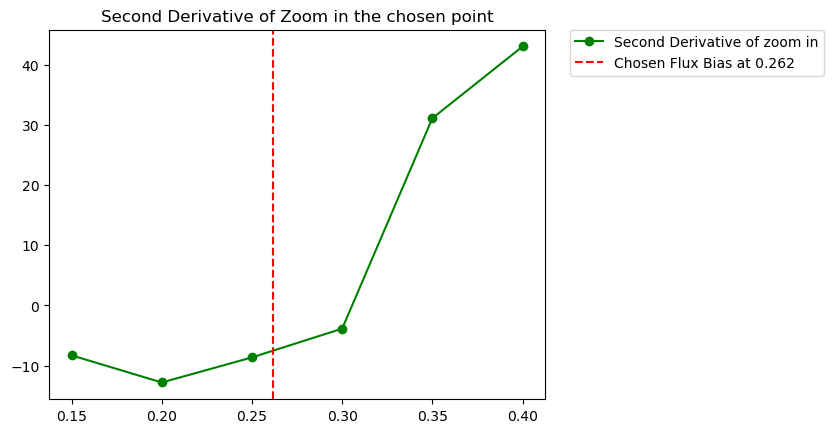 Second Derivative of Zoom in the chosen point
Second Derivative of zoom in
Chosen Flux Bias at 0.262
40
30
20
10
0
−10
0.15 0.20 0.25 0.30 0.35 0.40